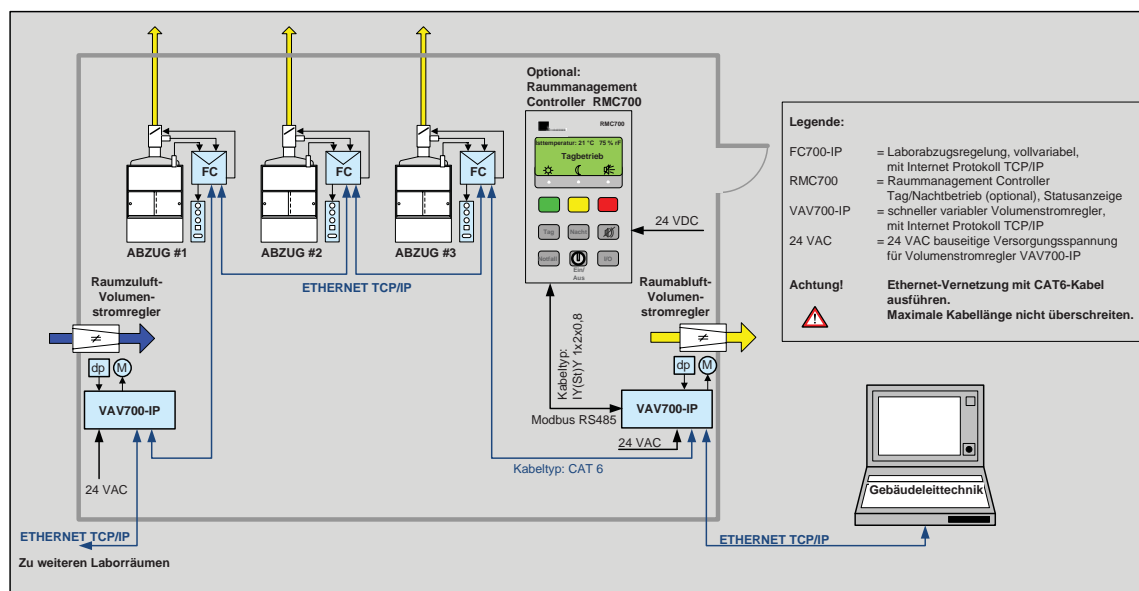 Optional:
Raummanagement
Controller RMC700
RMC700
75 % rF
21 °C
Tagbetrieb
Tag
Nacht
Notfall
I/O
Ein/
Aus
24 VDC
FC
FC
FC
ABZUG #1
ABZUG #2
ABZUG #3
ETHERNET TCP/IP
Raumzuluft-
Volumen-
stromregler
≠
dp
M
VAV700-IP
24 VAC
ETHERNET TCP/IP
Zu weiteren Laborräumen
Kabeltyp:
IY(St)Y 1x2x0,8
Modbus RS485
Raumabluft-
Volumen-
stromregler
≠
dp
M
VAV700-IP
24 VAC
Kabeltyp: CAT 6
ETHERNET TCP/IP
Gebäudeleittechnik
Legende:
FC700-IP = Laborabzugsregelung, vollvariabel,
mit Internet Protokoll TCP/IP
RMC700 = Raummanagement Controller
Tag/Nachtbetrieb (optional), Statusanzeige
VAV700-IP = schneller variabler Volumenstromregler,
mit Internet Protokoll TCP/IP
24 VAC = 24 VAC bauseitige Versorgungsspannung
für Volumenstromregler VAV700-IP
Achtung! Ethernet-Vernetzung mit CAT6-Kabel
ausführen.
Maximale Kabellänge nicht überschreiten.